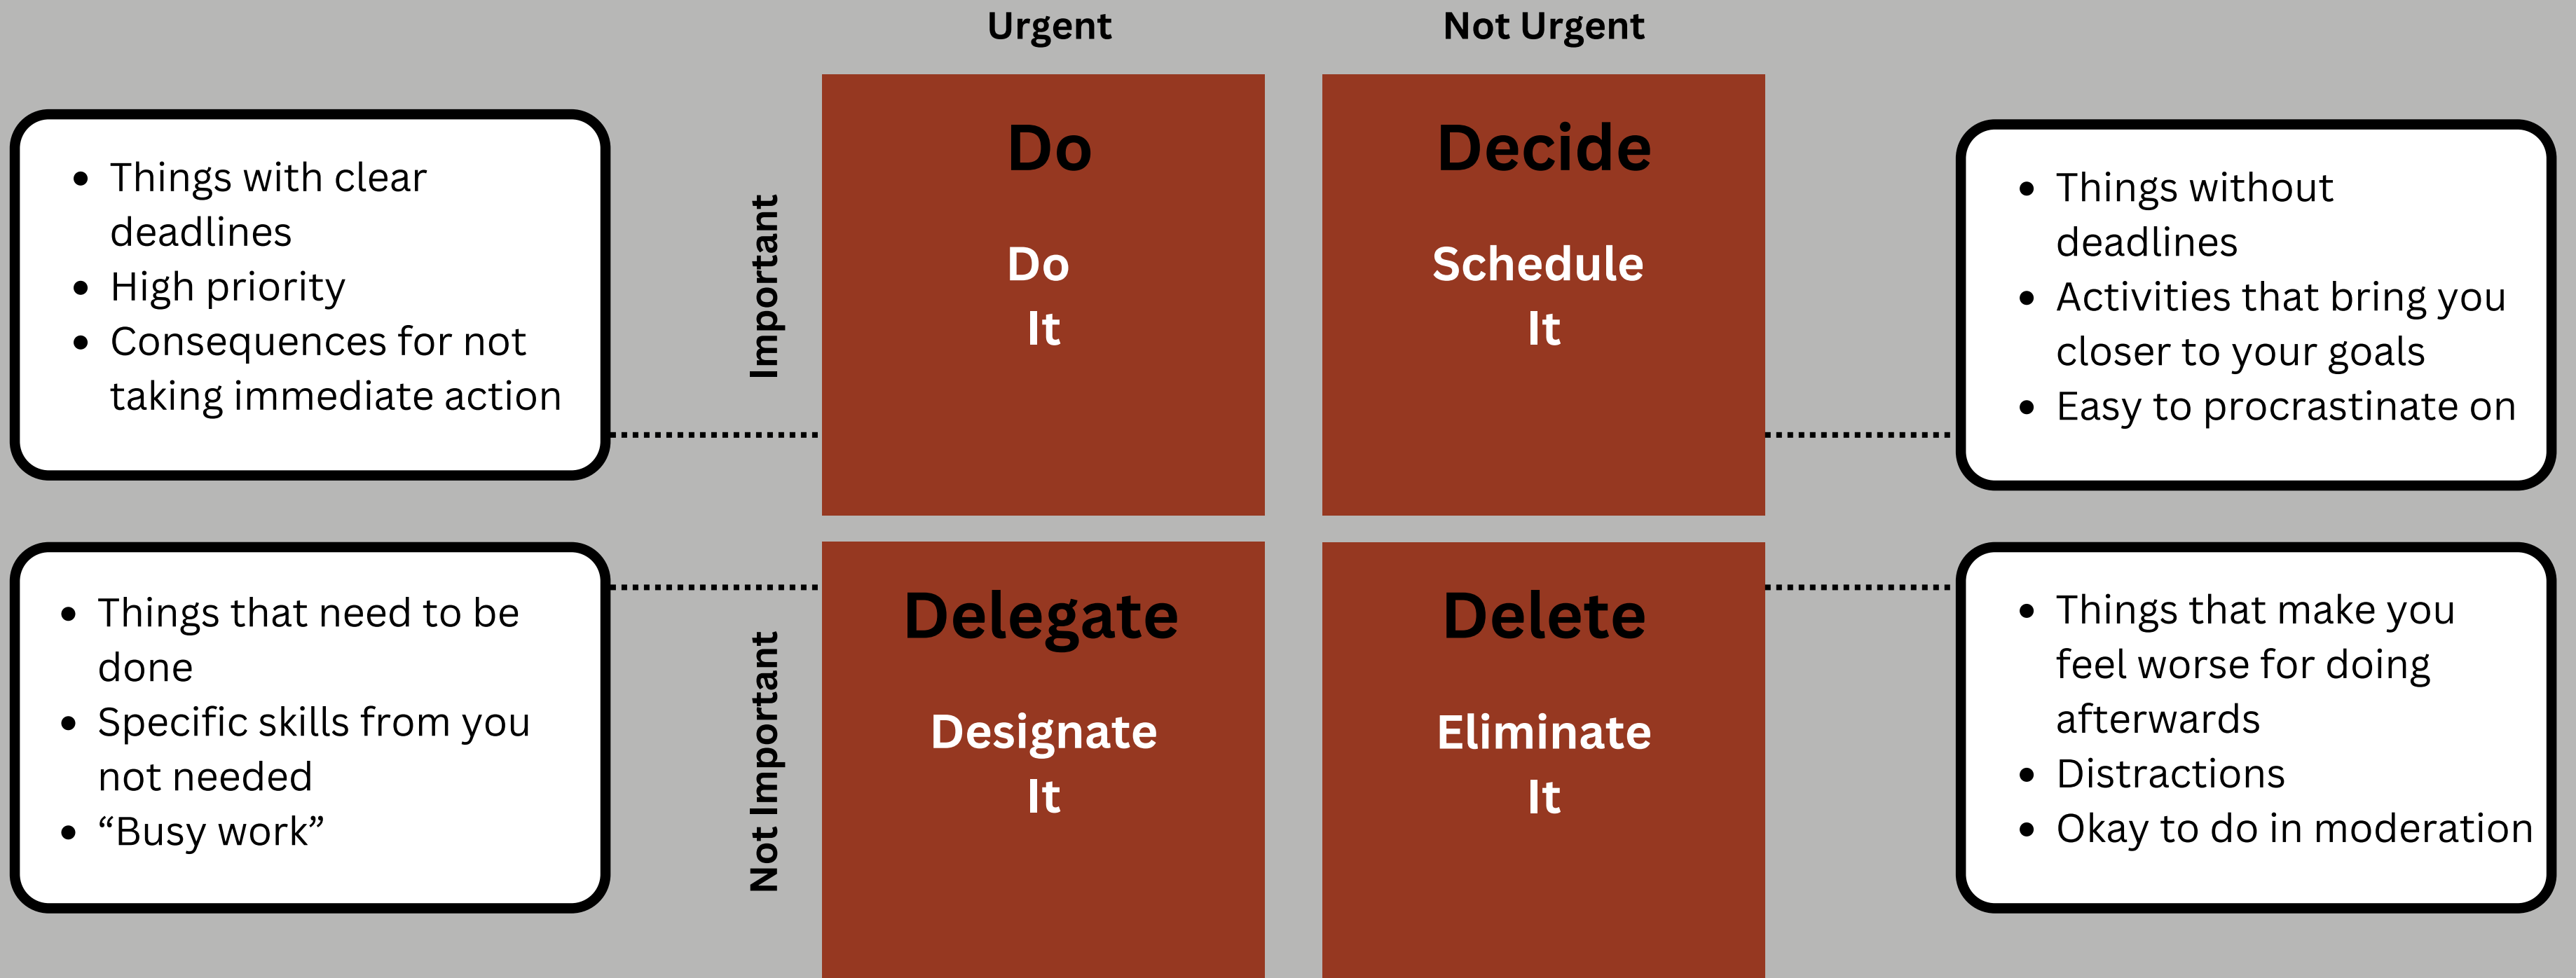 Urgent
Not Urgent
• Things with clear
deadlines
• High priority
• Consequences for not
taking immediate action
Important
Do
Do
It
Decide
Schedule
It
• Things without
deadlines
• Activities that bring you
closer to your goals
• Easy to procrastinate on
• Things that need to be
done
• Specific skills from you
not needed
• “Busy work”
Not Important
Delegate
Designate
It
Delete
Eliminate
It
• Things that make you
feel worse for doing
afterwards
• Distractions
• Okay to do in moderation